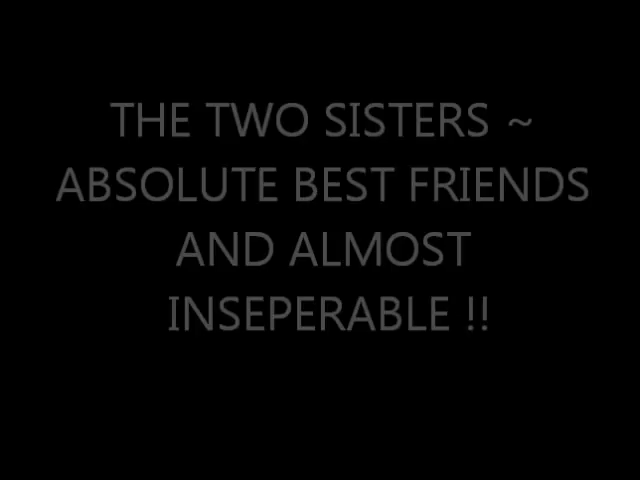 THE TWO SISTERS ~
ABSOLUTE BEST FRIENDS
AND ALMOST
INSEPERABLE !!